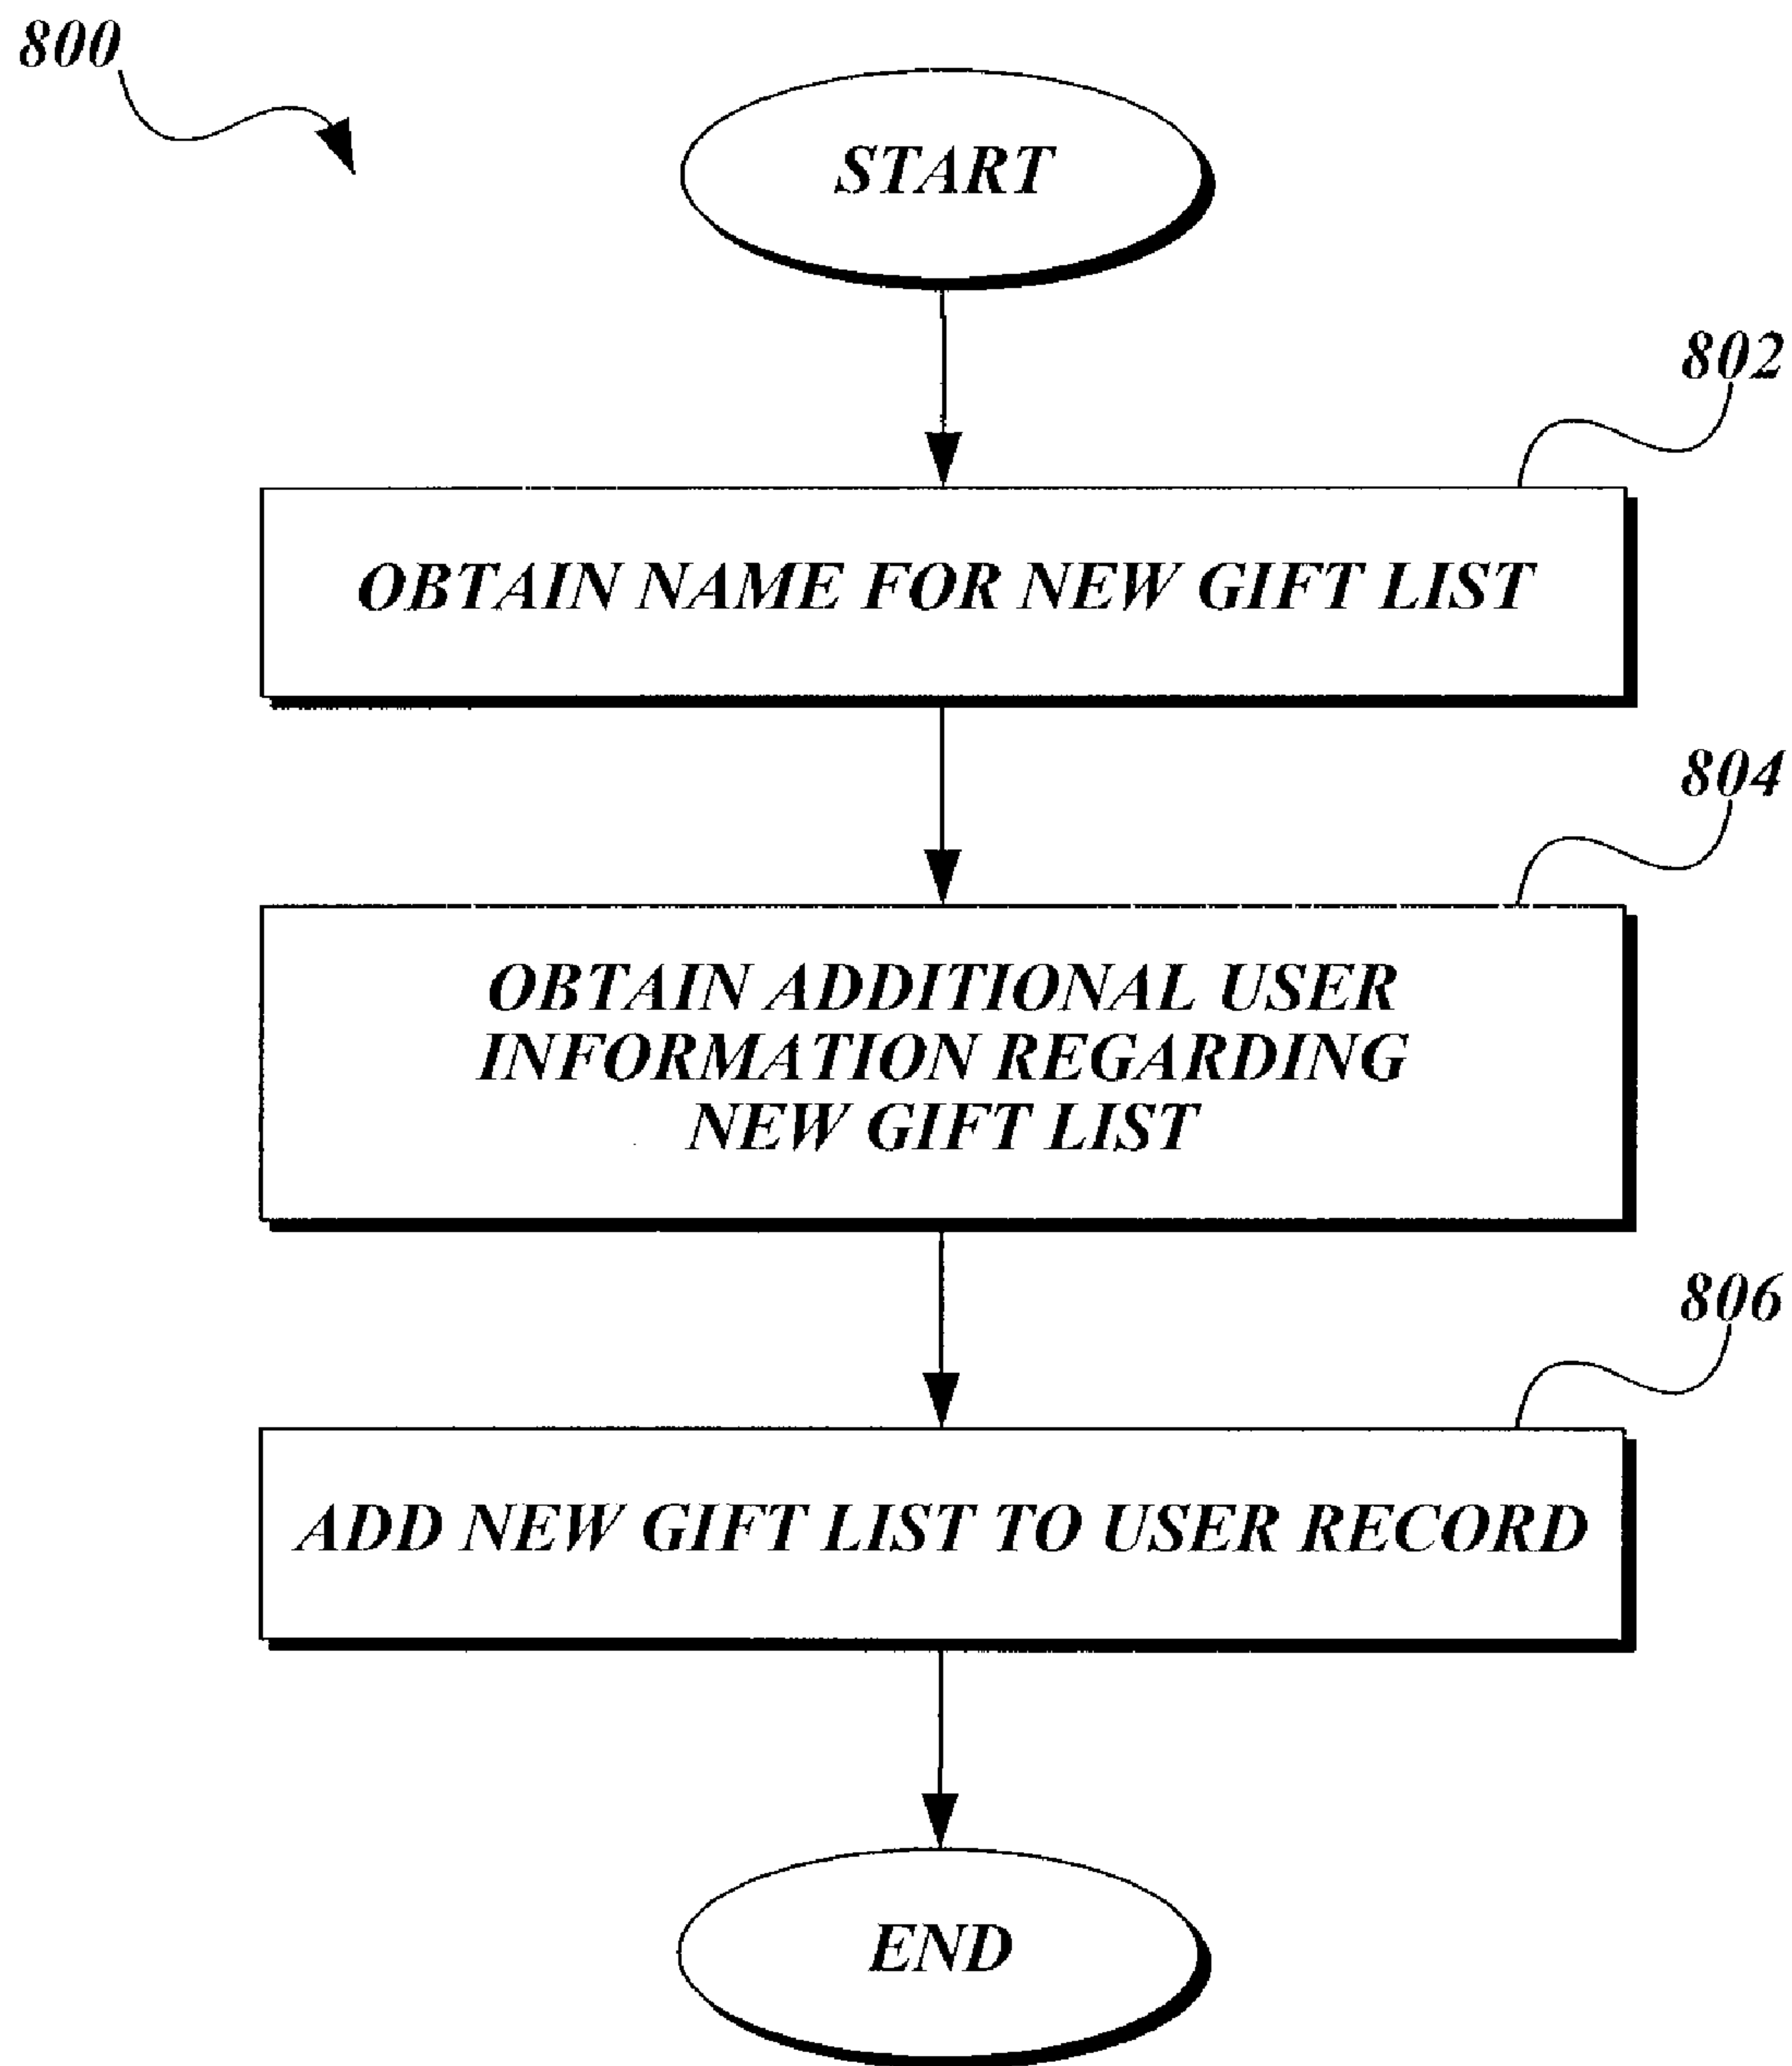 800
START
802
OBTAIN NAME FOR NEW GIFT LIST
804
OBTAIN ADDITIONAL USER
INFORMATION REGARDING
NEW GIFT LIST
806
ADD NEW GIFT LIST TO USER RECORD
END